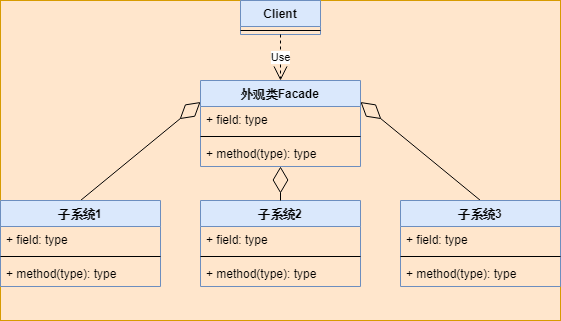 Client
Use
外观类Facade
+ field: type
+ method(type): type
子系统1
+ field: type
+ method(type): type
子系统2
+ field: type
+ method(type): type
子系统3
+ field: type
+ method(type): type